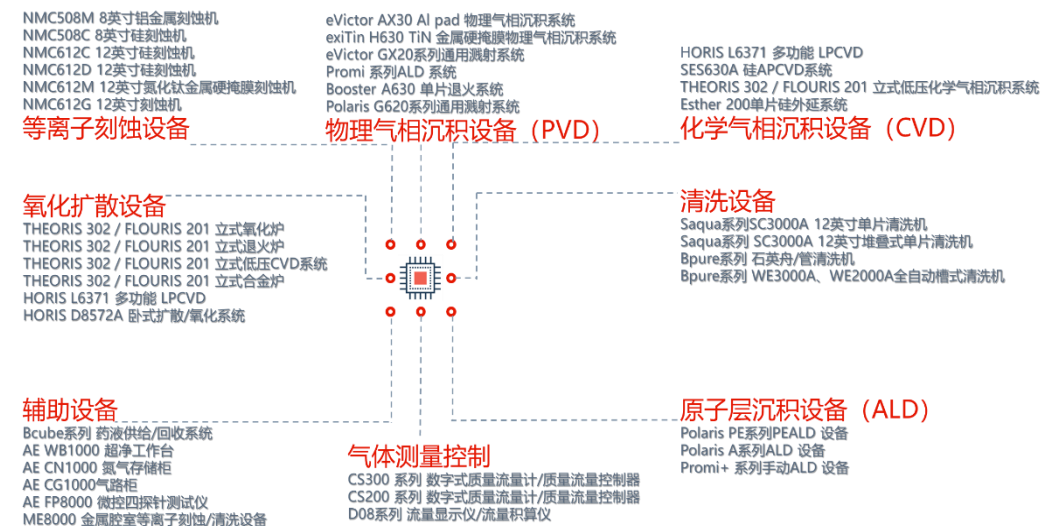 NMC508M 8英寸铝金属刻蚀机
NMC508C 8英寸硅刻蚀机
NMC612C 12英寸硅刻蚀机
NMC612D 12英寸硅刻蚀机
NMC612M 12英寸氮化钛金属硬掩膜刻蚀机
NMC612G 12英寸刻蚀机
等离子刻蚀设备
eVictor AX30 Al pad 物理气相沉积系统
exiTin H630 TiN 金属硬掩膜物理气相沉积系统
eVictor GX20系列通用溅射系统
Promi 系列ALD 系统
Booster A630 单片退火系统
Polaris G620系列通用溅射系统
物理气相沉积设备（PVD）
HORIS L6371 多功能 LPCVD
SES630A 硅APCVD系统
THEORIS 302 / FLOURIS 201 立式低压化学气相沉积系统
Esther 200单片硅外延系统
化学气相沉积设备（CVD）
氧化扩散设备
THEORIS 302 / FLOURIS 201 立式氧化炉
THEORIS 302 / FLOURIS 201 立式退火炉
THEORIS 302 / FLOURIS 201 立式低压CVD系统
THEORIS 302 / FLOURIS 201 立式合金炉
HORIS L6371 多功能 LPCVD
HORIS D8572A 卧式扩散/氧化系统
清洗设备
Saqua系列SC3000A 12英寸单片清洗机
Saqua系列 SC3000A 12英寸堆叠式单片清洗机
Bpure系列 石英舟/管清洗机
Bpure系列 WE3000A、WE2000A全自动槽式清洗机
辅助设备
Bcube系列 药液供给/回收系统
AE WB1000 超净工作台
AE CN1000 氮气存储柜
AE CG1000气路柜
AE FP8000 微控四探针测试仪
ME8000 金属腔室等离子刻蚀/清洗设备
气体测量控制
CS300 系列 数字式质量流量计/质量流量控制器
CS200 系列 数字式质量流量计/质量流量控制器
D08系列 流量显示仪/流量积算仪
原子层沉积设备（ALD）
Polaris PE系列PEALD 设备
Polaris A系列ALD 设备
Promi+ 系列手动ALD 设备